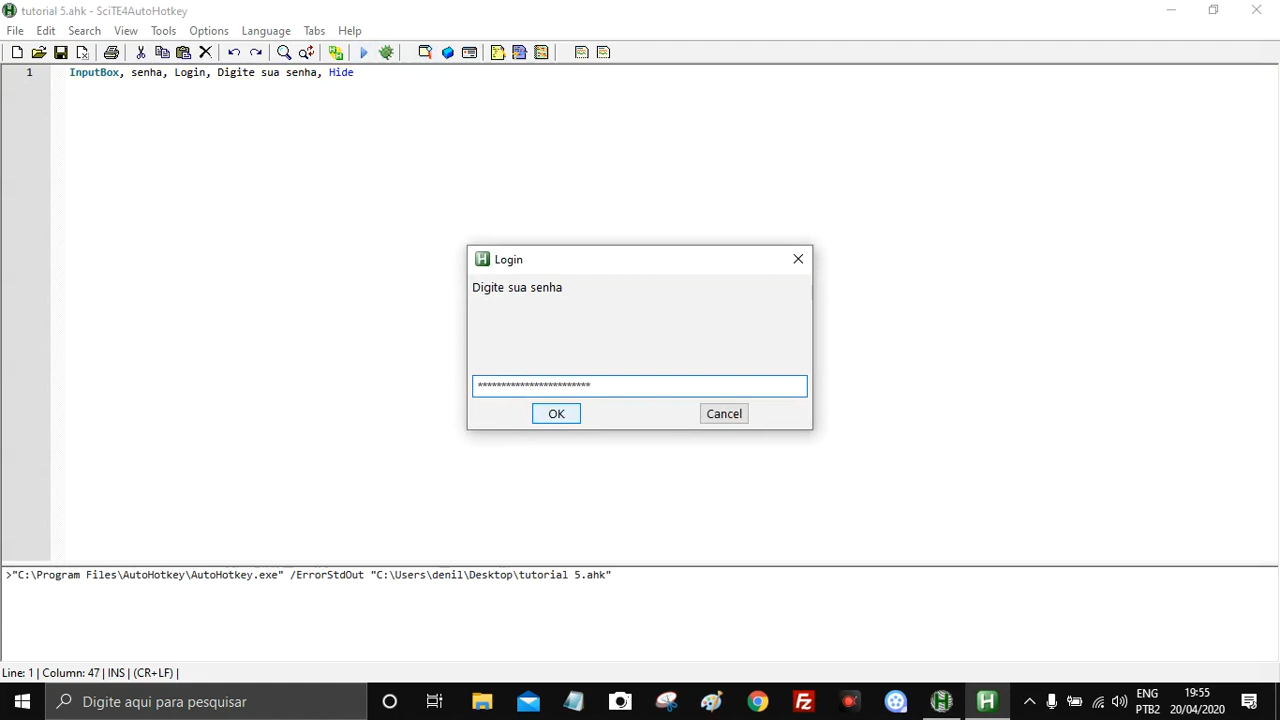 tutorial 5.ahk - SciTE4AutoHotkey
File Edit Search View Tools Options Language Tabs Help
1 InputBox, senha, Login, Digite sua senha, Hide
Login
Digite sua senha
************************
OK Cancel
>"C:\Program Files\AutoHotkey\AutoHotkey.exe" /ErrorStdOut "C:\Users\denil\Desktop\tutorial 5.ahk"
Line: 1 | Column: 47 | INS | (CR+LF) |
Digite aqui para pesquisar
ENG 19:55
PTB2 20/04/2020